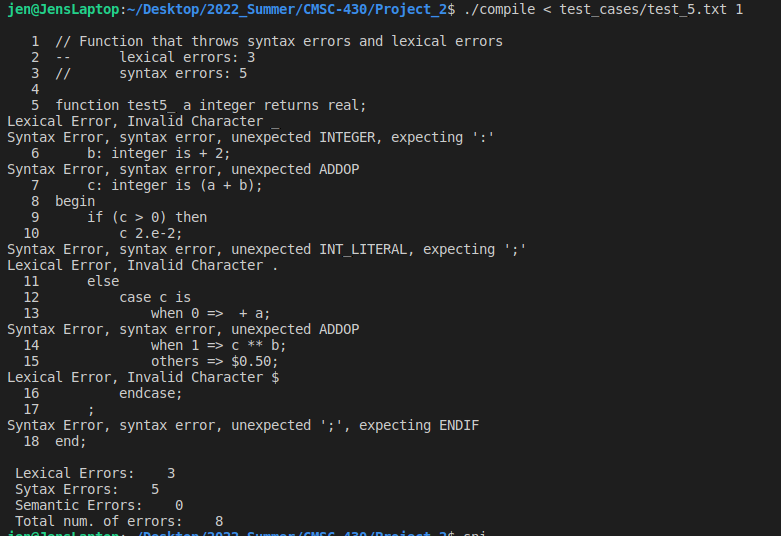 jen@JensLaptop:~/Desktop/2022_Summer/CMSC-430/Project_2$ ./compile < test_cases/test_5.txt 1
1 // Function that throws syntax errors and lexical errors
2 -- lexical errors: 3
3 // syntax errors: 5
4
5 function test5_ a integer returns real;
Lexical Error, Invalid Character _
Syntax Error, syntax error, unexpected INTEGER, expecting ':'
6 b: integer is + 2;
Syntax Error, syntax error, unexpected ADDOP
7 c: integer is (a + b);
8 begin
9 if (c > 0) then
10 c 2.e-2;
Syntax Error, syntax error, unexpected INT_LITERAL, expecting ';'
Lexical Error, Invalid Character .
11 else
12 case c is
13 when 0 => + a;
Syntax Error, syntax error, unexpected ADDOP
14 when 1 => c ** b;
15 others => $0.50;
Lexical Error, Invalid Character $
16 endcase;
17 ;
Syntax Error, syntax error, unexpected ';', expecting ENDIF
18 end;
Lexical Errors: 3
Sytax Errors: 5
Semantic Errors: 0
Total num. of errors: 8
jen@JensLaptop:~/Desktop/2022_Summer/CMSC-430/Project_2$